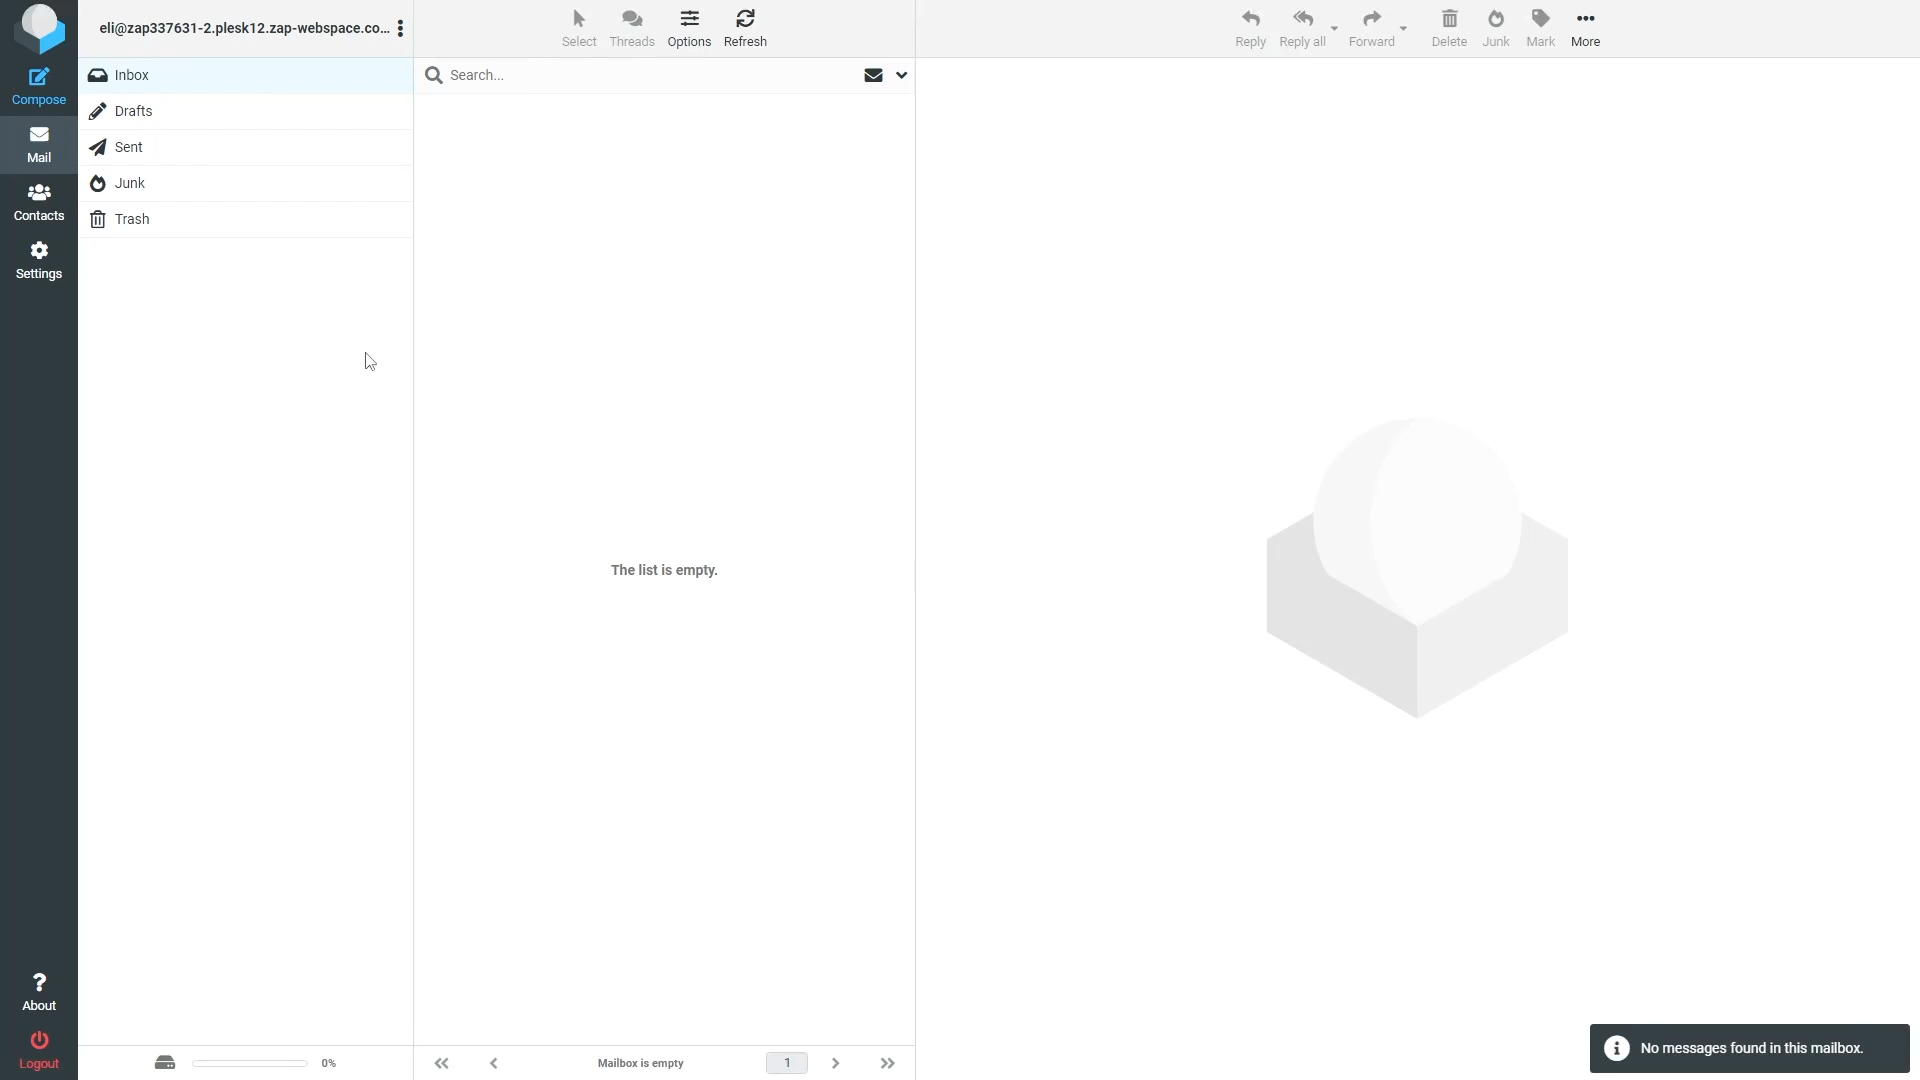 eli@zap337631-2.plesk12.zap-webspace.co...
Select
Threads
Options
Refresh
Reply
Reply all
Forward
Delete
Junk
Mark
More
Compose
Mail
Contacts
Settings
Inbox
Drafts
Sent
Junk
Trash
Search...
The list is empty.
About
Logout
0%
Mailbox is empty
1
No messages found in this mailbox.